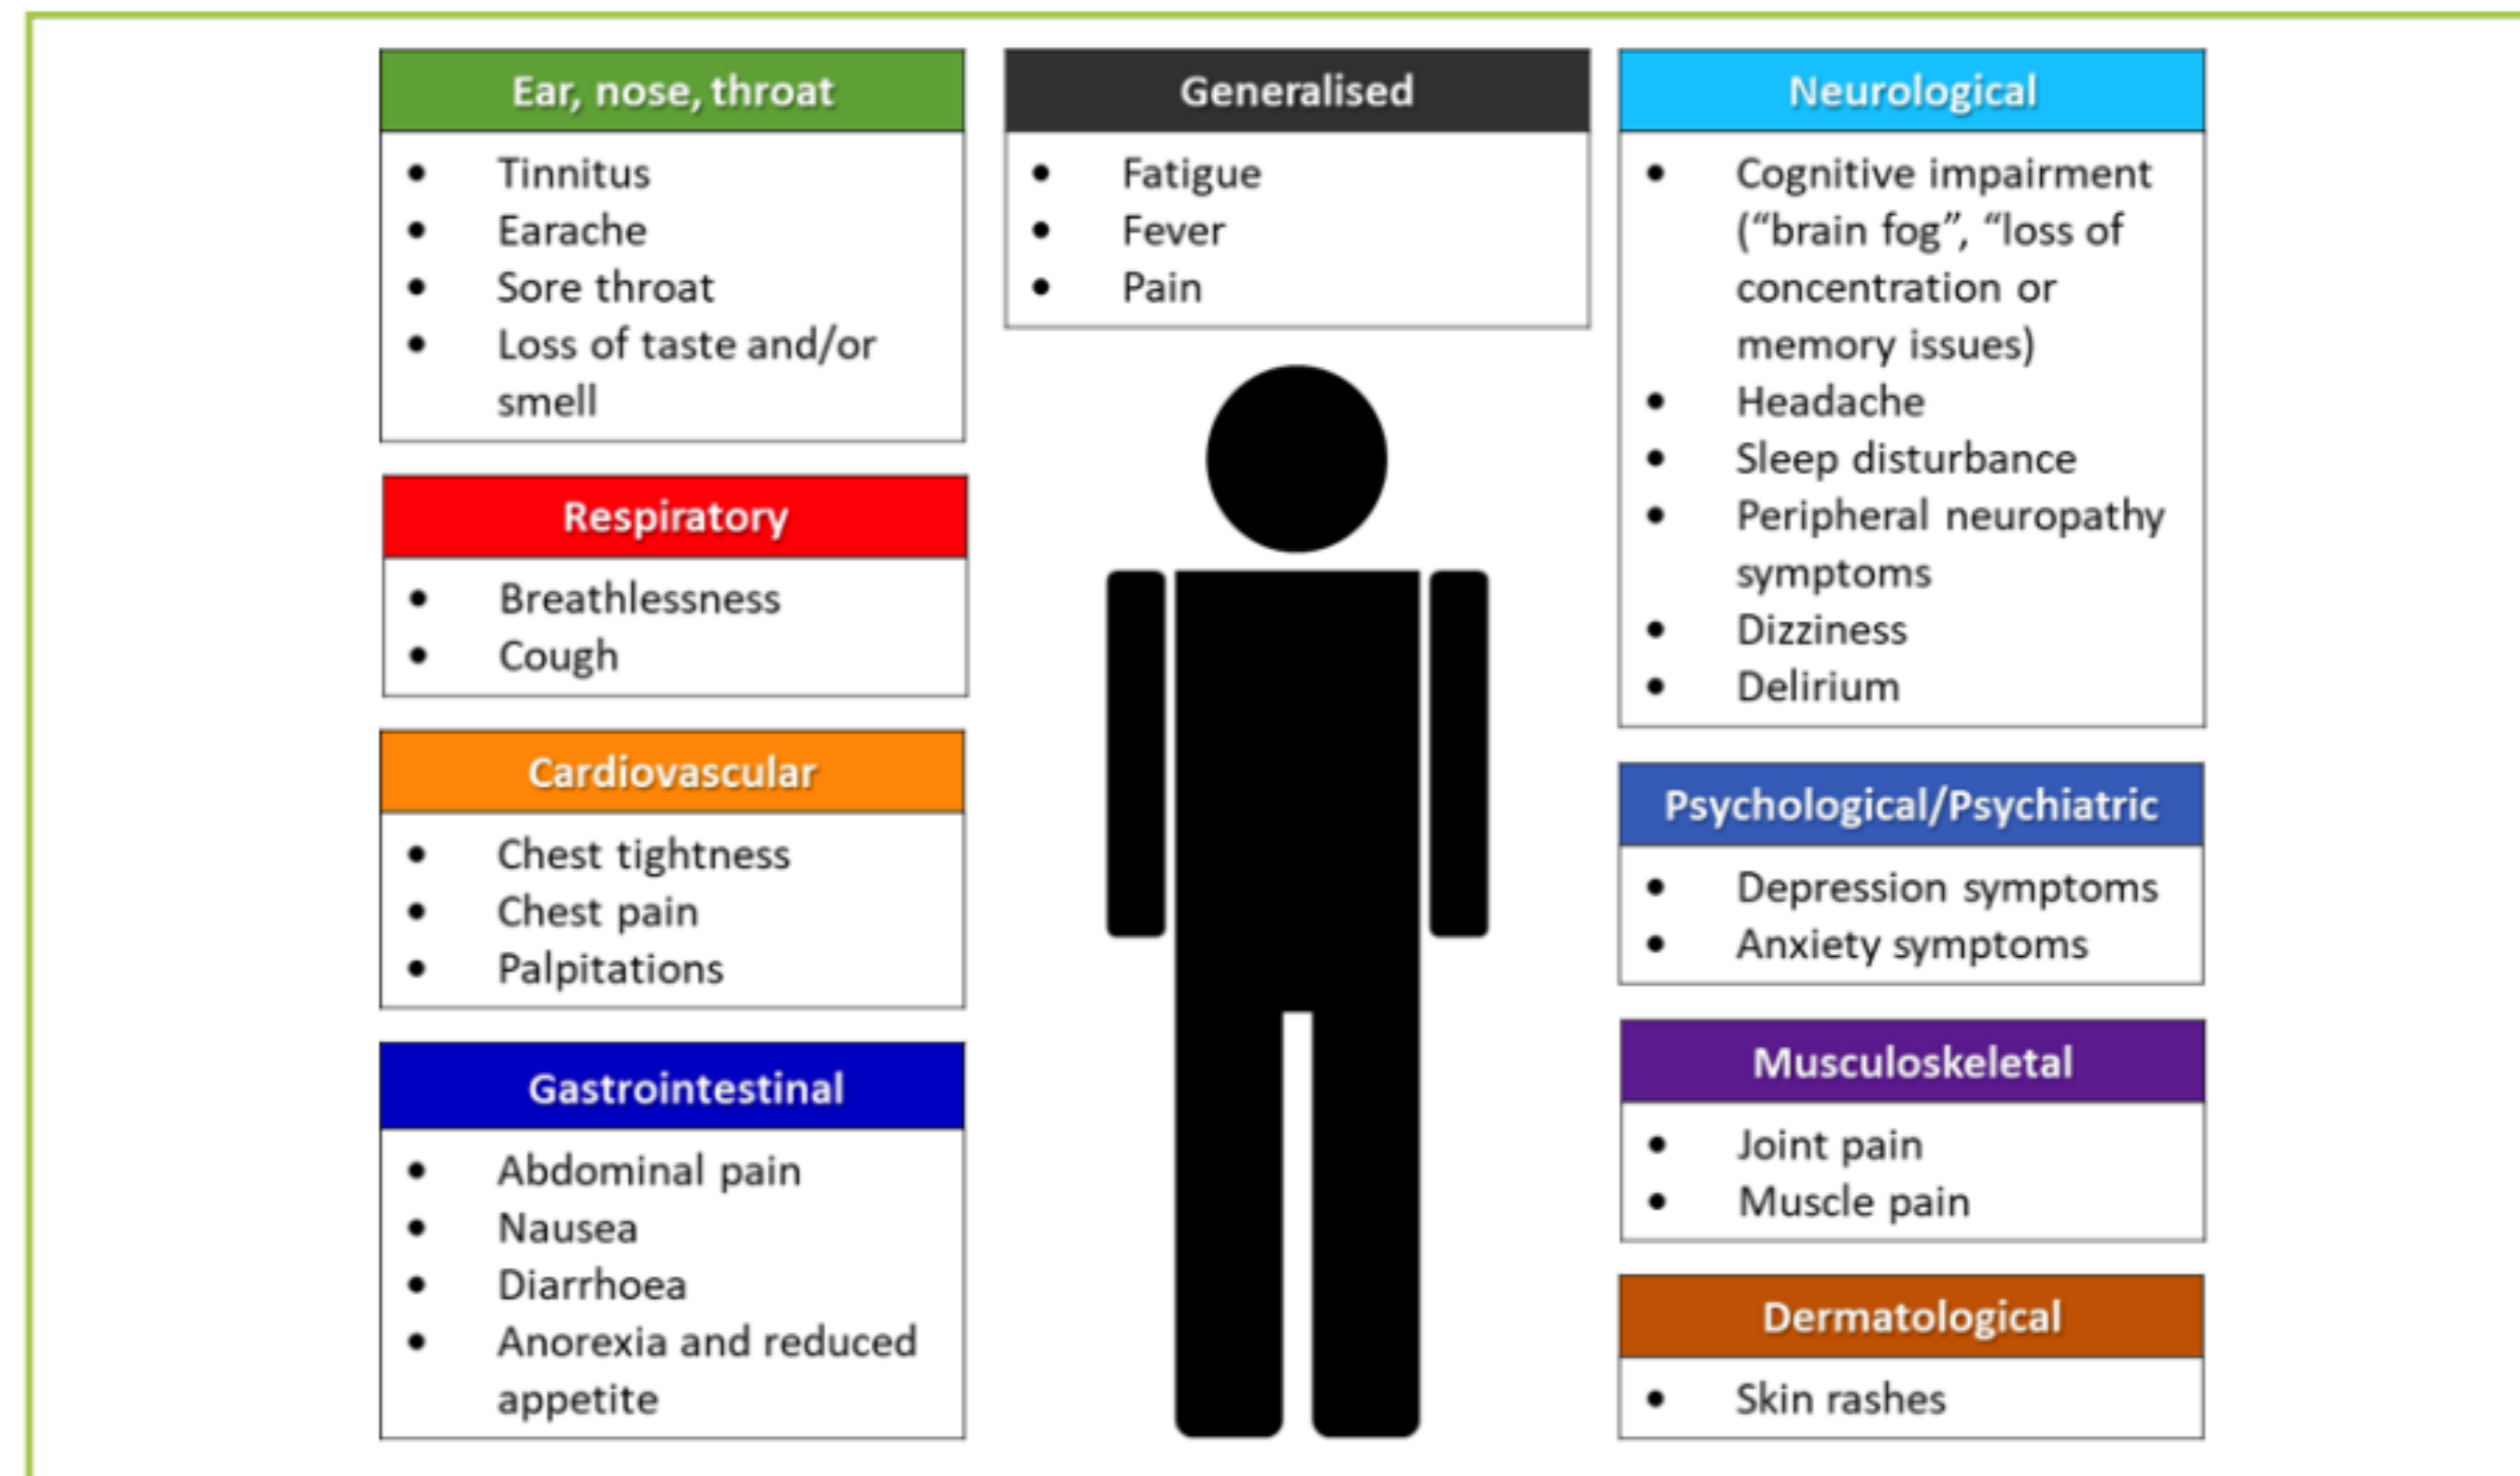 Ear, nose, throat
• Tinnitus
• Earache
• Sore throat
• Loss of taste and/or
smell
Respiratory
• Breathlessness
• Cough
Cardiovascular
• Chest tightness
• Chest pain
• Palpitations
Gastrointestinal
• Abdominal pain
• Nausea
• Diarrhoea
• Anorexia and reduced
appetite
Generalised
• Fatigue
• Fever
• Pain
Neurological
• Cognitive impairment
(“brain fog”, “loss of
concentration or
memory issues)
• Headache
• Sleep disturbance
• Peripheral neuropathy
symptoms
• Dizziness
• Delirium
Psychological/Psychiatric
• Depression symptoms
• Anxiety symptoms
Musculoskeletal
• Joint pain
• Muscle pain
Dermatological
• Skin rashes